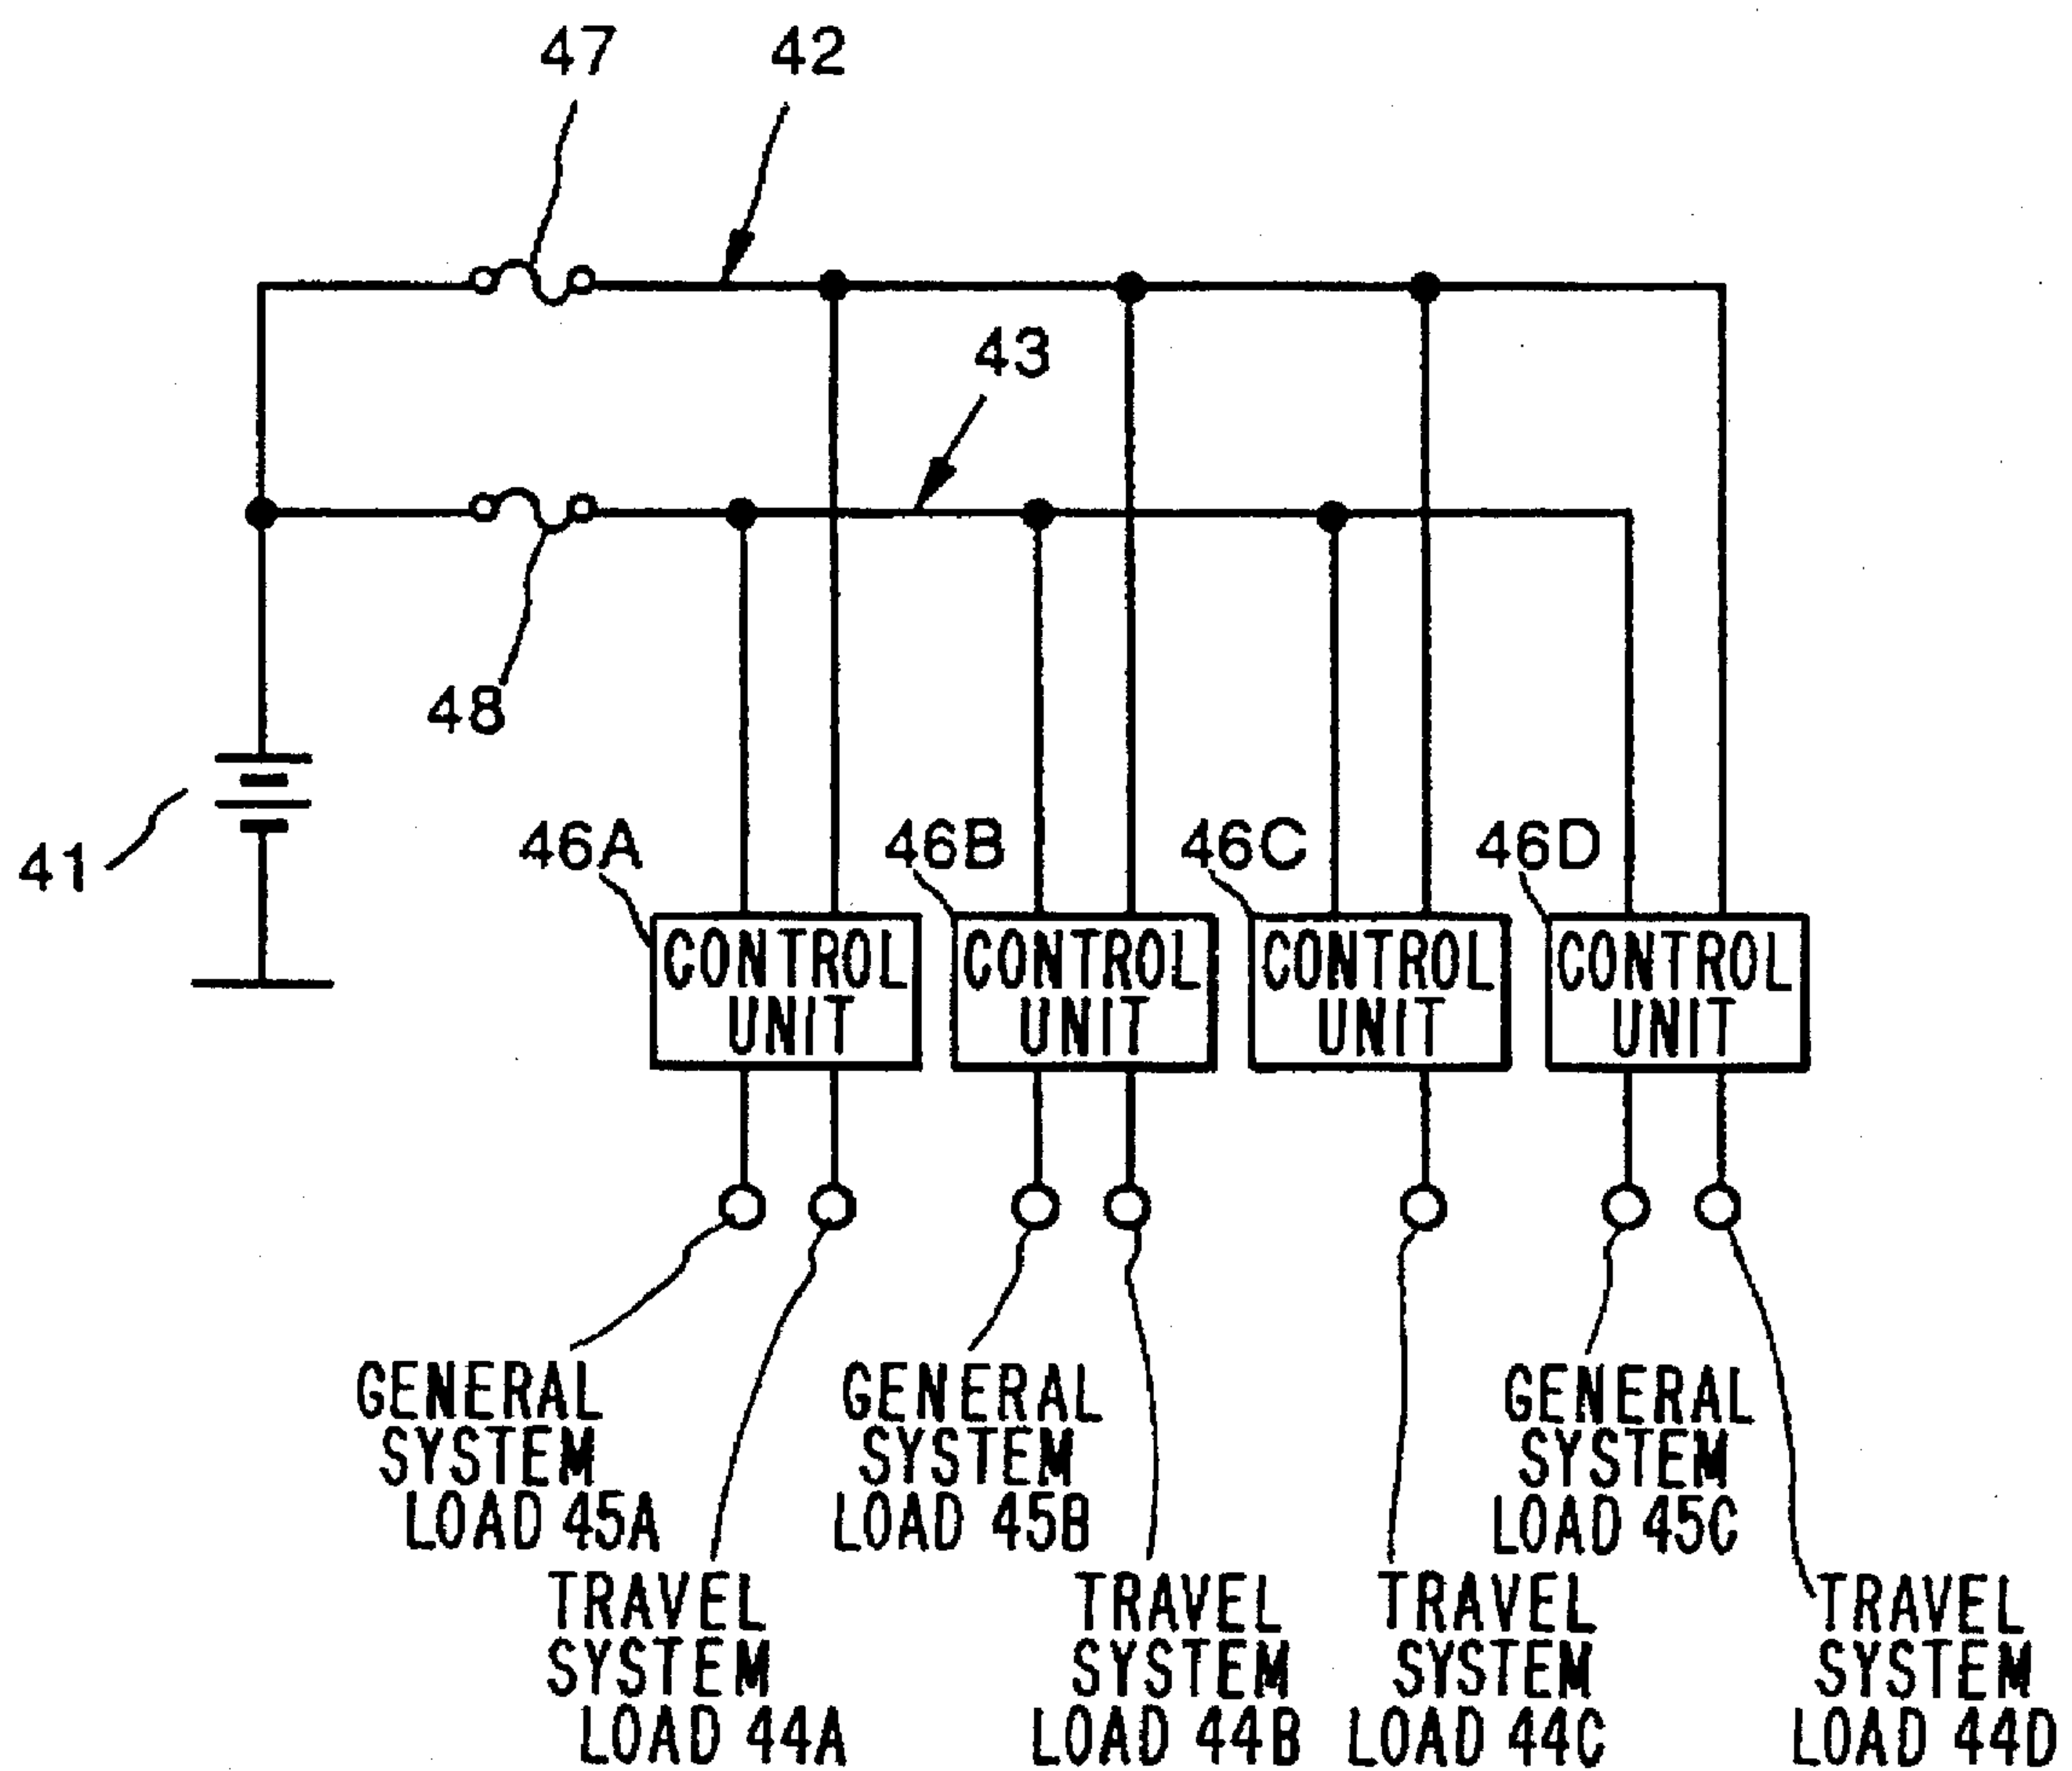 47
42
43
48
41
46A
46B
46C
46D
CONTROL
UNIT
CONTROL
UNIT
CONTROL
UNIT
CONTROL
UNIT
GENERAL
SYSTEM
LOAD 45A
GENERAL
SYSTEM
LOAD 45B
GENERAL
SYSTEM
LOAD 45C
TRAVEL
SYSTEM
LOAD 44A
TRAVEL
SYSTEM
LOAD 44B
TRAVEL
SYSTEM
LOAD 44C
TRAVEL
SYSTEM
LOAD 44D